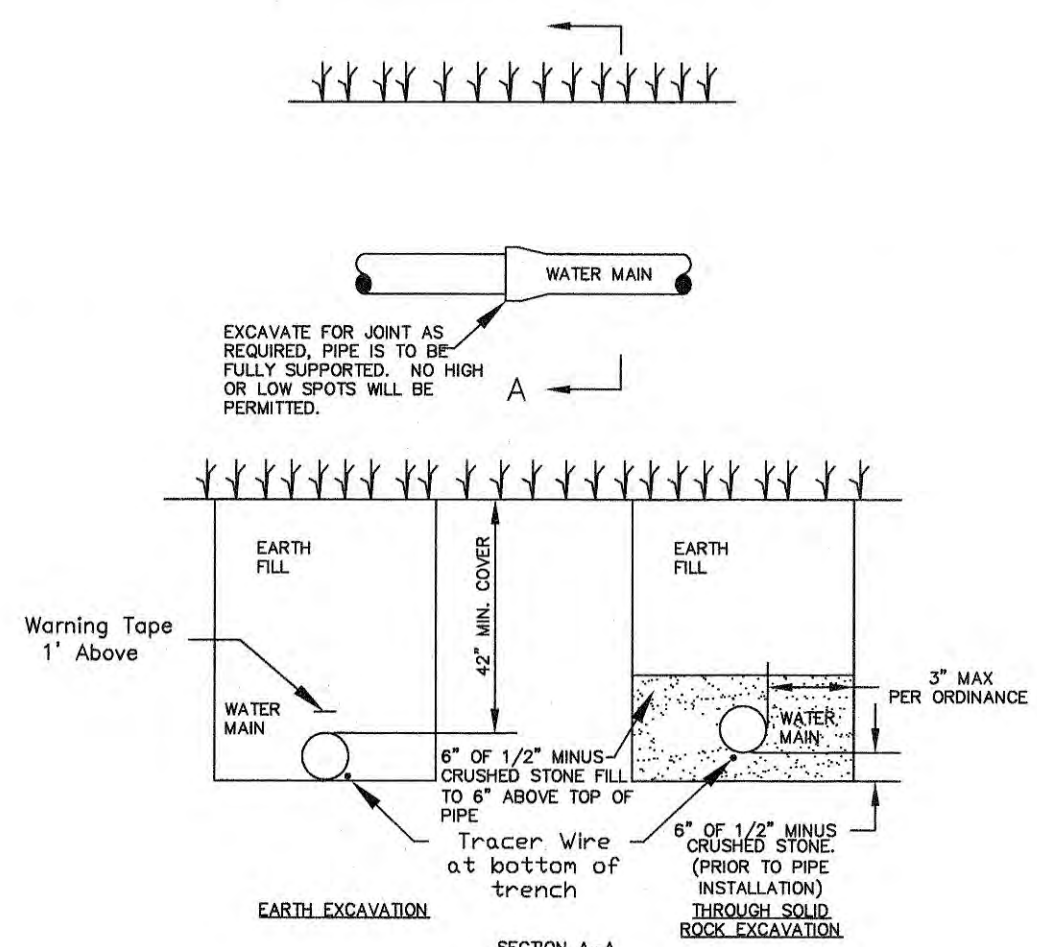 WATER MAIN
EXCAVATE FOR JOINT AS
REQUIRED, PIPE IS TO BE
FULLY SUPPORTED. NO HIGH
OR LOW SPOTS WILL BE
PERMITTED.
A
EARTH
FILL
42" MIN. COVER
EARTH
FILL
Warning Tape
1' Above
3" MAX
PER ORDINANCE
WATER
MAIN
WATER
MAIN
6" OF 1/2" MINUS
CRUSHED STONE FILL
TO 6" ABOVE TOP OF
PIPE
Tracer Wire
at bottom of
trench
6" OF 1/2" MINUS
CRUSHED STONE.
(PRIOR TO PIPE
INSTALLATION)
EARTH EXCAVATION
THROUGH SOLID
ROCK EXCAVATION
SECTION A-A